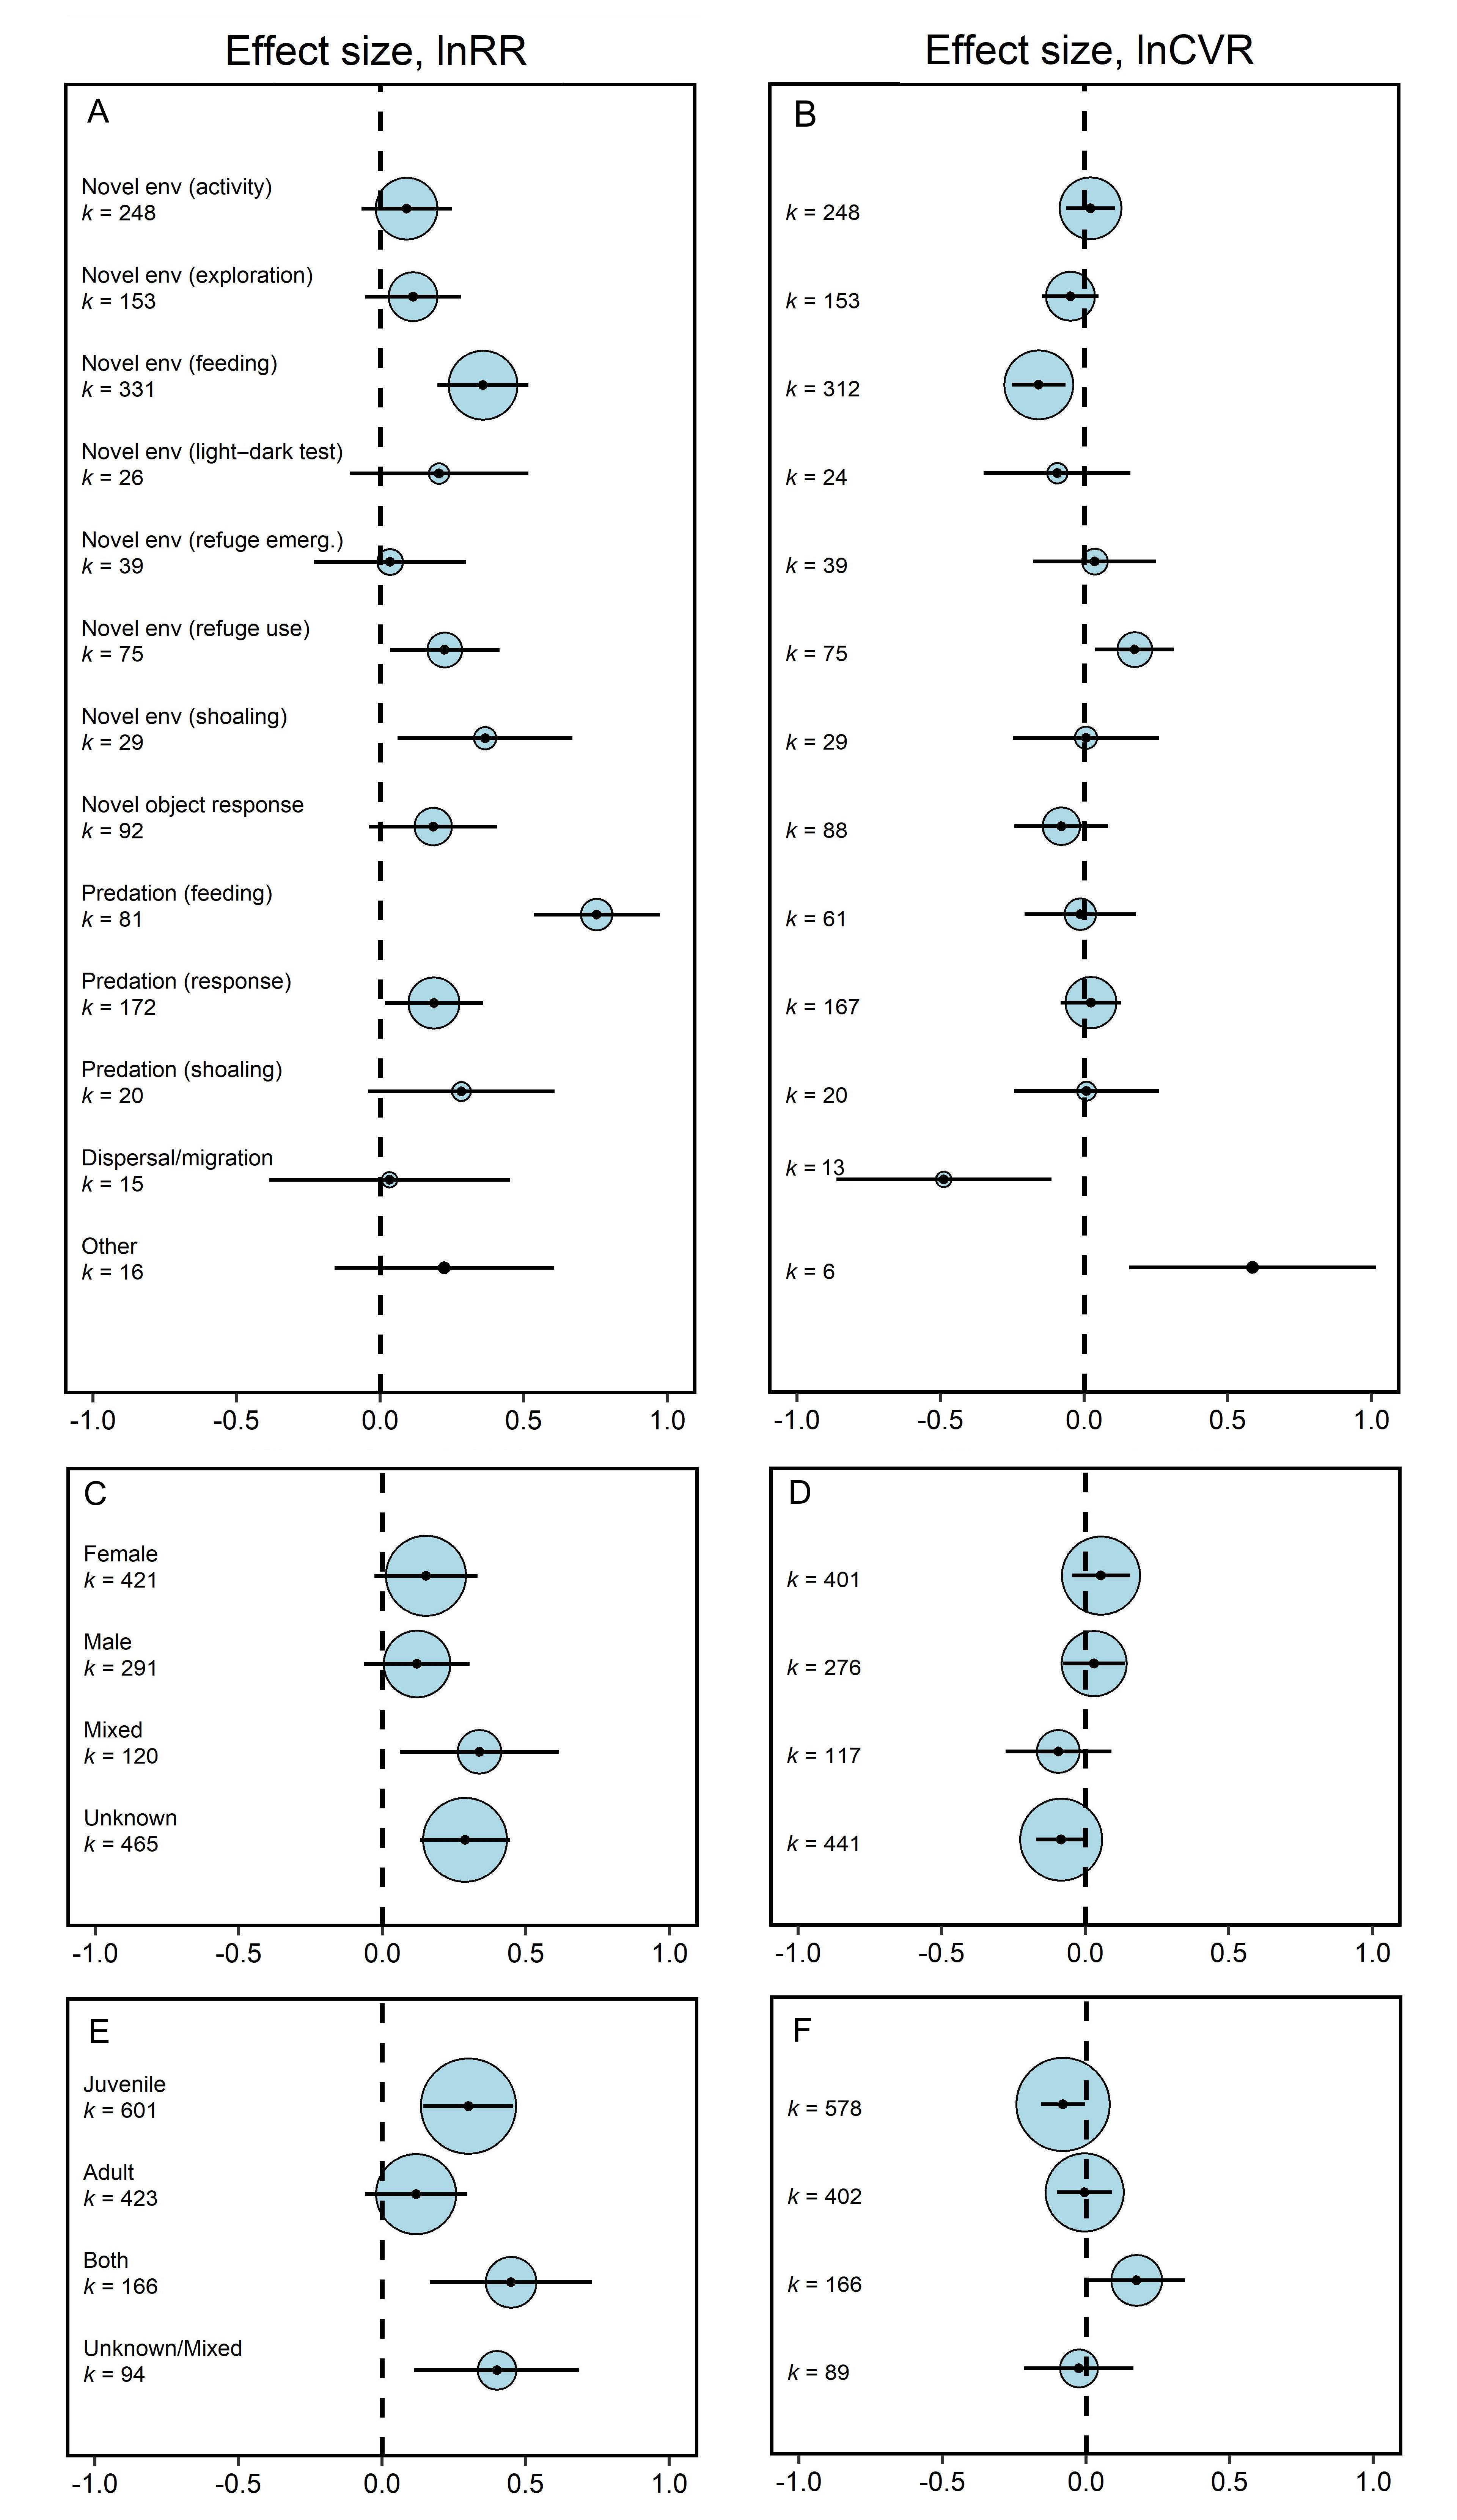 Effect size, lnRR
Effect size, lnCVR
A
Novel env (activity)
k = 248
Novel env (exploration)
k = 153
Novel env (feeding)
k = 331
Novel env (light–dark test)
k = 26
Novel env (refuge emerg.)
k = 39
Novel env (refuge use)
k = 75
Novel env (shoaling)
k = 29
Novel object response
k = 92
Predation (feeding)
k = 81
Predation (response)
k = 172
Predation (shoaling)
k = 20
Dispersal/migration
k = 15
Other
k = 16
-1.0 -0.5 0.0 0.5 1.0
B
k = 248
k = 153
k = 312
k = 24
k = 39
k = 75
k = 29
k = 88
k = 61
k = 167
k = 20
k = 13
k = 6
-1.0 -0.5 0.0 0.5 1.0
C
Female
k = 421
Male
k = 291
Mixed
k = 120
Unknown
k = 465
-1.0 -0.5 0.0 0.5 1.0
D
k = 401
k = 276
k = 117
k = 441
-1.0 -0.5 0.0 0.5 1.0
E
Juvenile
k = 601
Adult
k = 423
Both
k = 166
Unknown/Mixed
k = 94
-1.0 -0.5 0.0 0.5 1.0
F
k = 578
k = 402
k = 166
k = 89
-1.0 -0.5 0.0 0.5 1.0